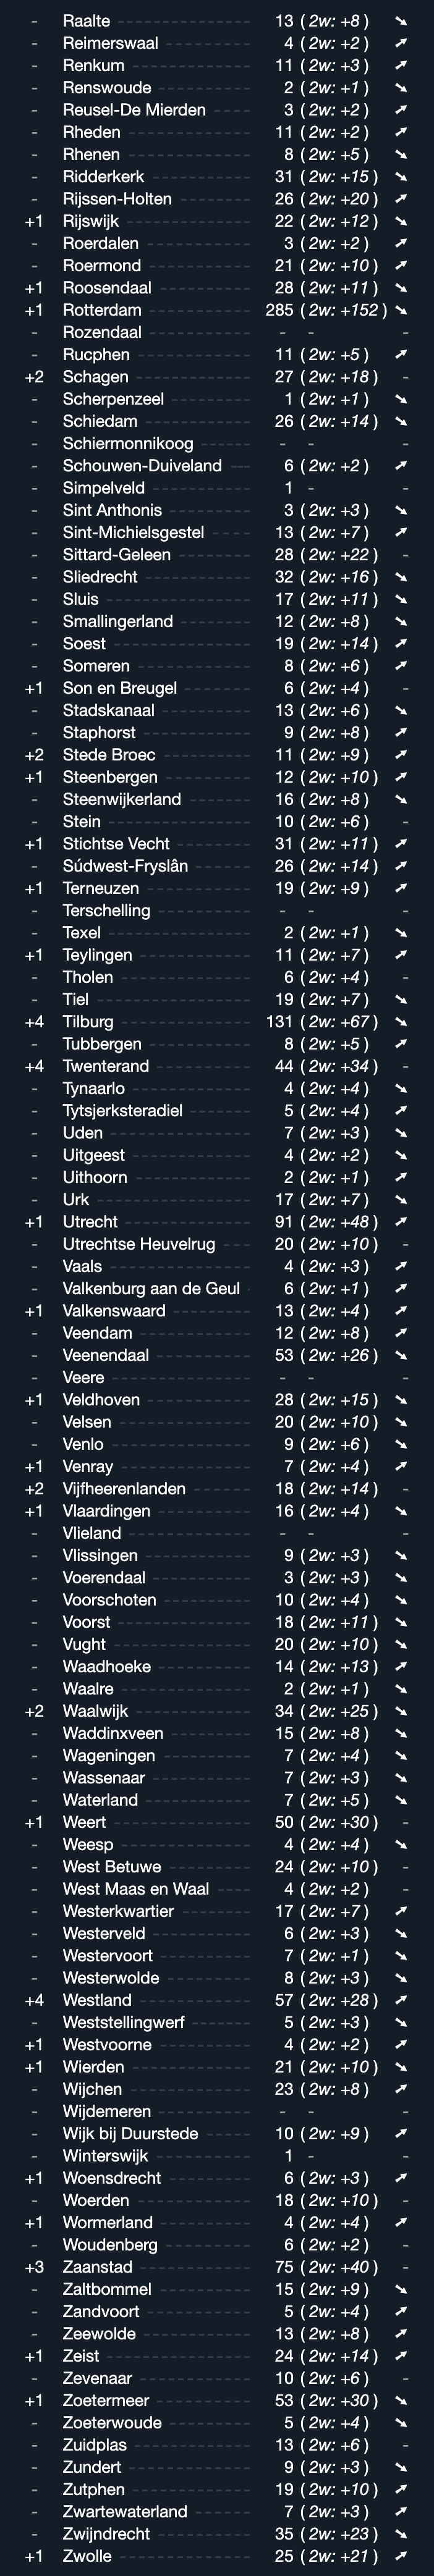 - Raalte 13 ( 2w: +8 ) ➘
- Reimerswaal 4 ( 2w: +2 ) ➚
- Renkum 11 ( 2w: +3 ) ➚
- Renswoude 2 ( 2w: +1 ) ➘
- Reusel-De Mierden 3 ( 2w: +2 ) ➚
- Rheden 11 ( 2w: +2 ) ➚
- Rhenen 8 ( 2w: +5 ) ➘
- Ridderkerk 31 ( 2w: +15 ) ➘
- Rijssen-Holten 26 ( 2w: +20 ) ➚
+1 Rijswijk 22 ( 2w: +12 ) ➘
- Roerdalen 3 ( 2w: +2 ) ➚
- Roermond 21 ( 2w: +10 ) ➚
+1 Roosendaal 28 ( 2w: +11 ) ➘
+1 Rotterdam 285 ( 2w: +152 ) ➘
- Rozendaal - - -
- Rucphen 11 ( 2w: +5 ) ➚
+2 Schagen 27 ( 2w: +18 ) -
- Scherpenzeel 1 ( 2w: +1 ) ➘
- Schiedam 26 ( 2w: +14 ) ➘
- Schiermonnikoog - - -
- Schouwen-Duiveland 6 ( 2w: +2 ) ➚
- Simpelveld 1 - -
- Sint Anthonis 3 ( 2w: +3 ) ➘
- Sint-Michielsgestel 13 ( 2w: +7 ) ➚
- Sittard-Geleen 28 ( 2w: +22 ) -
- Sliedrecht 32 ( 2w: +16 ) ➘
- Sluis 17 ( 2w: +11 ) ➘
- Smallingerland 12 ( 2w: +8 ) ➘
- Soest 19 ( 2w: +14 ) ➚
- Someren 8 ( 2w: +6 ) ➚
+1 Son en Breugel 6 ( 2w: +4 ) -
- Stadskanaal 13 ( 2w: +6 ) ➘
- Staphorst 9 ( 2w: +8 ) ➚
+2 Stede Broec 11 ( 2w: +9 ) ➚
+1 Steenbergen 12 ( 2w: +10 ) ➚
- Steenwijkerland 16 ( 2w: +8 ) ➘
- Stein 10 ( 2w: +6 ) -
+1 Stichtse Vecht 31 ( 2w: +11 ) ➚
- Súdwest-Fryslân 26 ( 2w: +14 ) ➚
+1 Terneuzen 19 ( 2w: +9 ) ➚
- Terschelling - - -
- Texel 2 ( 2w: +1 ) ➘
+1 Teylingen 11 ( 2w: +7 ) ➚
- Tholen 6 ( 2w: +4 ) -
- Tiel 19 ( 2w: +7 ) ➘
+4 Tilburg 131 ( 2w: +67 ) ➘
- Tubbergen 8 ( 2w: +5 ) ➚
+4 Twenterand 44 ( 2w: +34 ) -
- Tynaarlo 4 ( 2w: +4 ) ➘
- Tytsjerksteradiel 5 ( 2w: +4 ) ➚
- Uden 7 ( 2w: +3 ) ➘
- Uitgeest 4 ( 2w: +2 ) ➘
- Uithoorn 2 ( 2w: +1 ) ➚
- Urk 17 ( 2w: +7 ) ➘
+1 Utrecht 91 ( 2w: +48 ) ➚
- Utrechtse Heuvelrug 20 ( 2w: +10 ) -
- Vaals 4 ( 2w: +3 ) ➚
- Valkenburg aan de Geul 6 ( 2w: +1 ) ➚
+1 Valkenswaard 13 ( 2w: +4 ) ➚
- Veendam 12 ( 2w: +8 ) ➚
- Veenendaal 53 ( 2w: +26 ) ➘
- Veere - - -
+1 Veldhoven 28 ( 2w: +15 ) ➘
- Velsen 20 ( 2w: +10 ) ➘
- Venlo 9 ( 2w: +6 ) ➘
+1 Venray 7 ( 2w: +4 ) ➚
+2 Vijfheerenlanden 18 ( 2w: +14 ) -
+1 Vlaardingen 16 ( 2w: +4 ) ➘
- Vlieland - - -
- Vlissingen 9 ( 2w: +3 ) ➘
- Voerendaal 3 ( 2w: +3 ) ➘
- Voorschoten 10 ( 2w: +4 ) ➘
- Voorst 18 ( 2w: +11 ) ➘
- Vught 20 ( 2w: +10 ) ➘
- Waadhoeke 14 ( 2w: +13 ) ➚
- Waalre 2 ( 2w: +1 ) ➘
+2 Waalwijk 34 ( 2w: +25 ) ➘
- Waddinxveen 15 ( 2w: +8 ) ➘
- Wageningen 7 ( 2w: +4 ) ➘
- Wassenaar 7 ( 2w: +3 ) ➘
- Waterland 7 ( 2w: +5 ) ➘
+1 Weert 50 ( 2w: +30 ) -
- Weesp 4 ( 2w: +4 ) ➘
- West Betuwe 24 ( 2w: +10 ) -
- West Maas en Waal 4 ( 2w: +2 ) -
- Westerkwartier 17 ( 2w: +7 ) ➚
- Westerveld 6 ( 2w: +3 ) ➘
- Westervoort 7 ( 2w: +1 ) ➘
- Westerwolde 8 ( 2w: +3 ) ➘
+4 Westland 57 ( 2w: +28 ) ➚
- Weststellingwerf 5 ( 2w: +3 ) ➘
+1 Westvoorne 4 ( 2w: +2 ) ➚
+1 Wierden 21 ( 2w: +10 ) ➘
- Wijchen 23 ( 2w: +8 ) ➚
- Wijdemeren - - -
- Wijk bij Duurstede 10 ( 2w: +9 ) ➚
- Winterswijk 1 - -
+1 Woensdrecht 6 ( 2w: +3 ) ➚
- Woerden 18 ( 2w: +10 ) -
+1 Wormerland 4 ( 2w: +4 ) ➚
- Woudenberg 6 ( 2w: +2 ) -
+3 Zaanstad 75 ( 2w: +40 ) -
- Zaltbommel 15 ( 2w: +9 ) ➘
- Zandvoort 5 ( 2w: +4 ) ➚
- Zeewolde 13 ( 2w: +8 ) ➚
+1 Zeist 24 ( 2w: +14 ) ➚
- Zevenaar 10 ( 2w: +6 ) -
+1 Zoetermeer 53 ( 2w: +30 ) ➘
- Zoeterwoude 5 ( 2w: +4 ) ➘
- Zuidplas 13 ( 2w: +6 ) -
- Zundert 9 ( 2w: +3 ) ➘
- Zutphen 19 ( 2w: +10 ) ➚
- Zwartewaterland 7 ( 2w: +3 ) ➚
- Zwijndrecht 35 ( 2w: +23 ) ➘
+1 Zwolle 25 ( 2w: +21 ) ➚